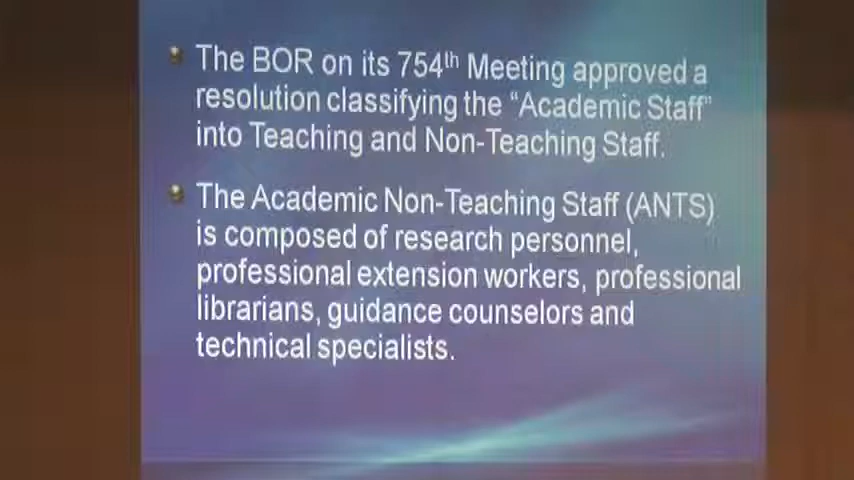 The BOR on its 754th Meeting approved a
resolution classifying the “Academic Staff”
into Teaching and Non-Teaching Staff.
The Academic Non-Teaching Staff (ANTS)
is composed of research personnel,
professional extension workers, professional
librarians, guidance counselors and
technical specialists.